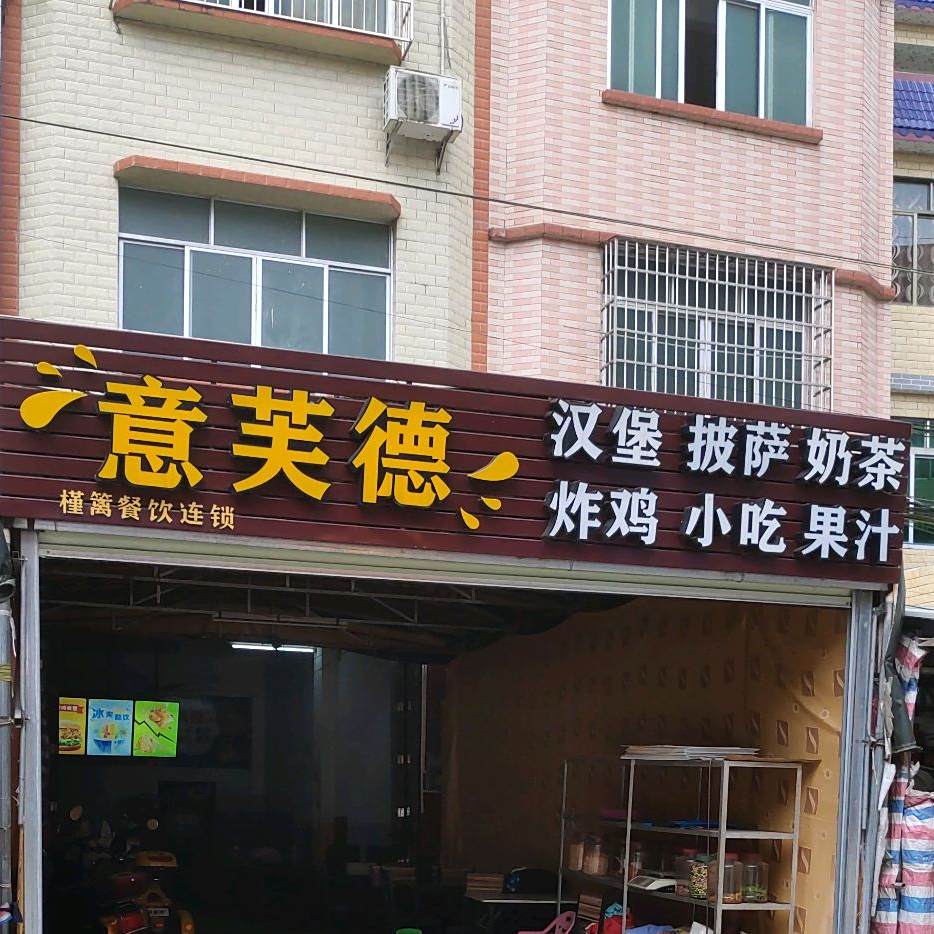 意芙德
槿篱餐饮连锁
汉堡 披萨 奶茶
炸鸡 小吃 果汁